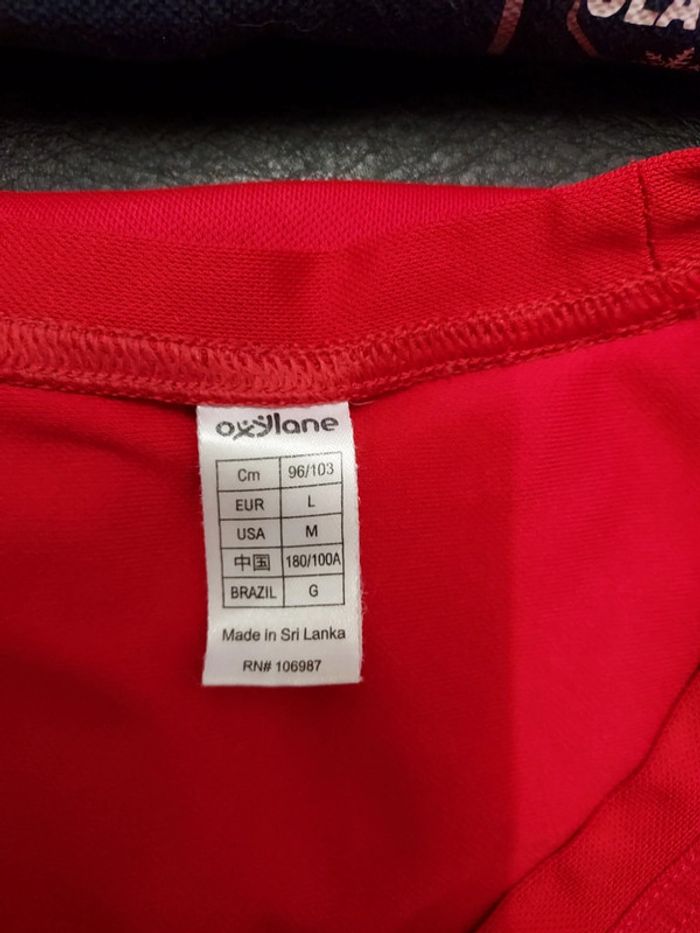 oxylane
Cm 96/103
EUR L
USA M
中国 180/100A
BRAZIL G
Made in Sri Lanka
RN# 106987